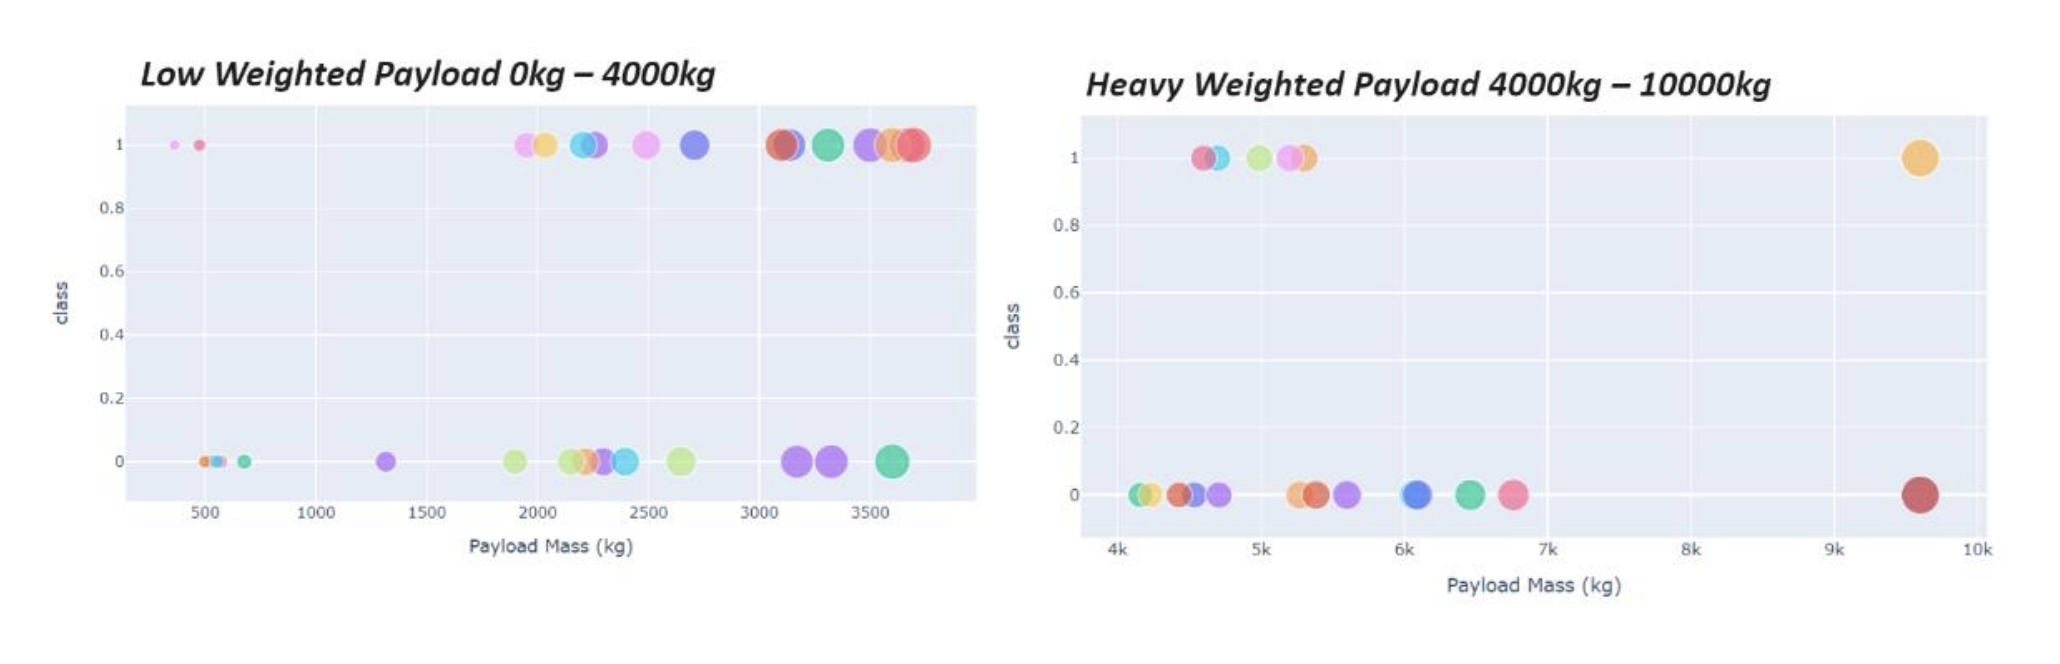 Low Weighted Payload 0kg – 4000kg
1
0.8
0.6
0.4
0.2
0
class
500 1000 1500 2000 2500 3000 3500
Payload Mass (kg)
Heavy Weighted Payload 4000kg – 10000kg
1
0.8
0.6
0.4
0.2
0
class
4k 5k 6k 7k 8k 9k 10k
Payload Mass (kg)